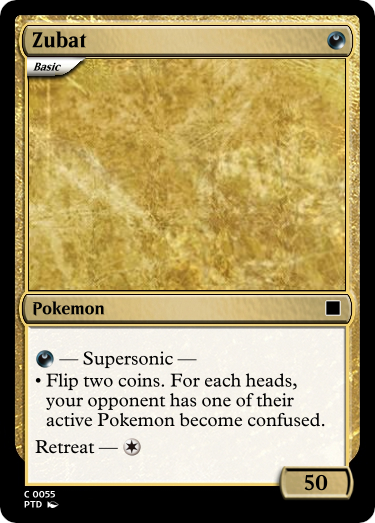 Zubat
Basic
Pokemon
— Supersonic —
• Flip two coins. For each heads,
your opponent has one of their
active Pokemon become confused.
Retreat —
50
C 0055
PTD